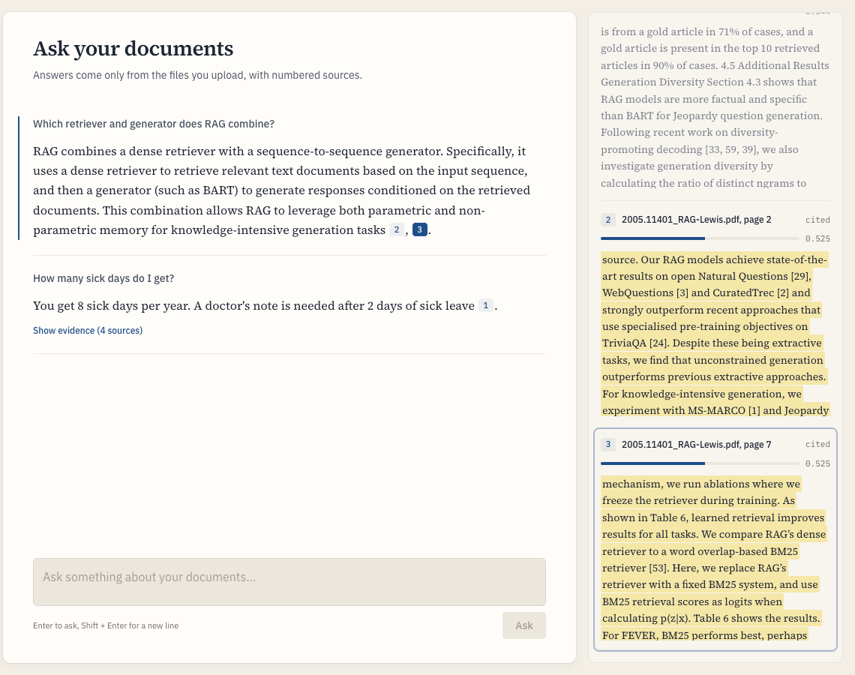 Ask your documents
Answers come only from the files you upload, with numbered sources.
Which retriever and generator does RAG combine?
RAG combines a dense retriever with a sequence-to-sequence generator. Specifically, it
uses a dense retriever to retrieve relevant text documents based on the input sequence,
and then a generator (such as BART) to generate responses conditioned on the retrieved
documents. This combination allows RAG to leverage both parametric and non-
parametric memory for knowledge-intensive generation tasks 2 , 3 .
How many sick days do I get?
You get 8 sick days per year. A doctor's note is needed after 2 days of sick leave 1 .
Show evidence (4 sources)
Ask something about your documents...
Enter to ask, Shift + Enter for a new line
Ask
is from a gold article in 71% of cases, and a
gold article is present in the top 10 retrieved
articles in 90% of cases. 4.5 Additional Results
Generation Diversity Section 4.3 shows that
RAG models are more factual and specific
than BART for Jeopardy question generation.
Following recent work on diversity-
promoting decoding [33, 59, 39], we also
investigate generation diversity by
calculating the ratio of distinct ngrams to
2 2005.11401_RAG-Lewis.pdf, page 2 cited
0.525
source. Our RAG models achieve state-of-the-
art results on open Natural Questions [29],
WebQuestions [3] and CuratedTrec [2] and
strongly outperform recent approaches that
use specialised pre-training objectives on
TriviaQA [24]. Despite these being extractive
tasks, we find that unconstrained generation
outperforms previous extractive approaches.
For knowledge-intensive generation, we
experiment with MS-MARCO [1] and Jeopardy
3 2005.11401_RAG-Lewis.pdf, page 7 cited
0.525
mechanism, we run ablations where we
freeze the retriever during training. As
shown in Table 6, learned retrieval improves
results for all tasks. We compare RAG's dense
retriever to a word overlap-based BM25
retriever [53]. Here, we replace RAG's
retriever with a fixed BM25 system, and use
BM25 retrieval scores as logits when
calculating p(z|x). Table 6 shows the results.
For FEVER, BM25 performs best, perhaps